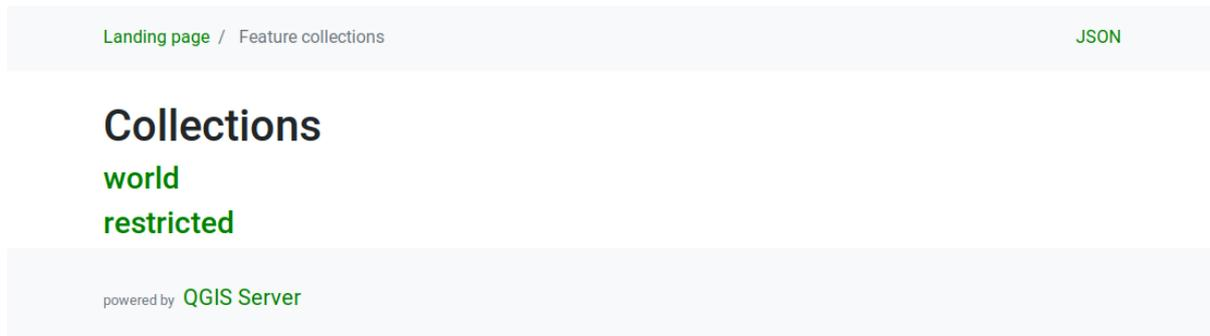 Landing page / Feature collections JSON
Collections
world
restricted
powered by QGIS Server